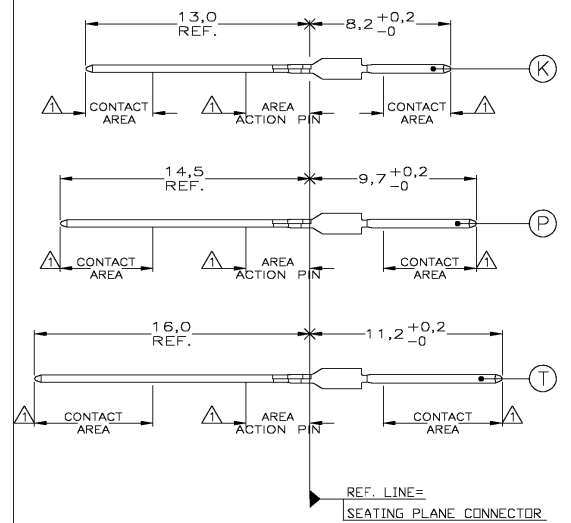 13,0 REF.
8,2 +0,2 -0
K
1 CONTACT AREA
1 AREA ACTION PIN
CONTACT AREA 1
14,5 REF.
9,7 +0,2 -0
P
1 CONTACT AREA
1 AREA ACTION PIN
CONTACT AREA 1
16,0 REF.
11,2 +0,2 -0
T
1 CONTACT AREA
1 AREA ACTION PIN
CONTACT AREA 1
REF. LINE=
SEATING PLANE CONNECTOR